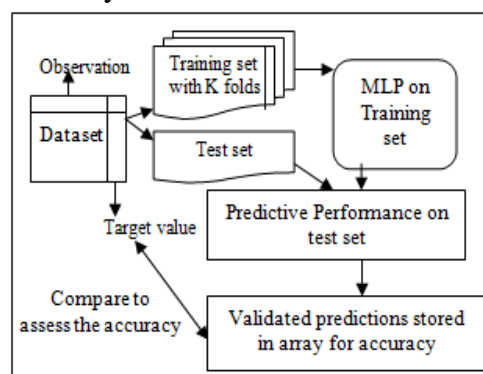 Observation
Training set
with K folds
MLP on
Training
set
Dataset
Test set
Predictive Performance on
test set
Target value
Compare to
assess the accuracy
Validated predictions stored
in array for accuracy